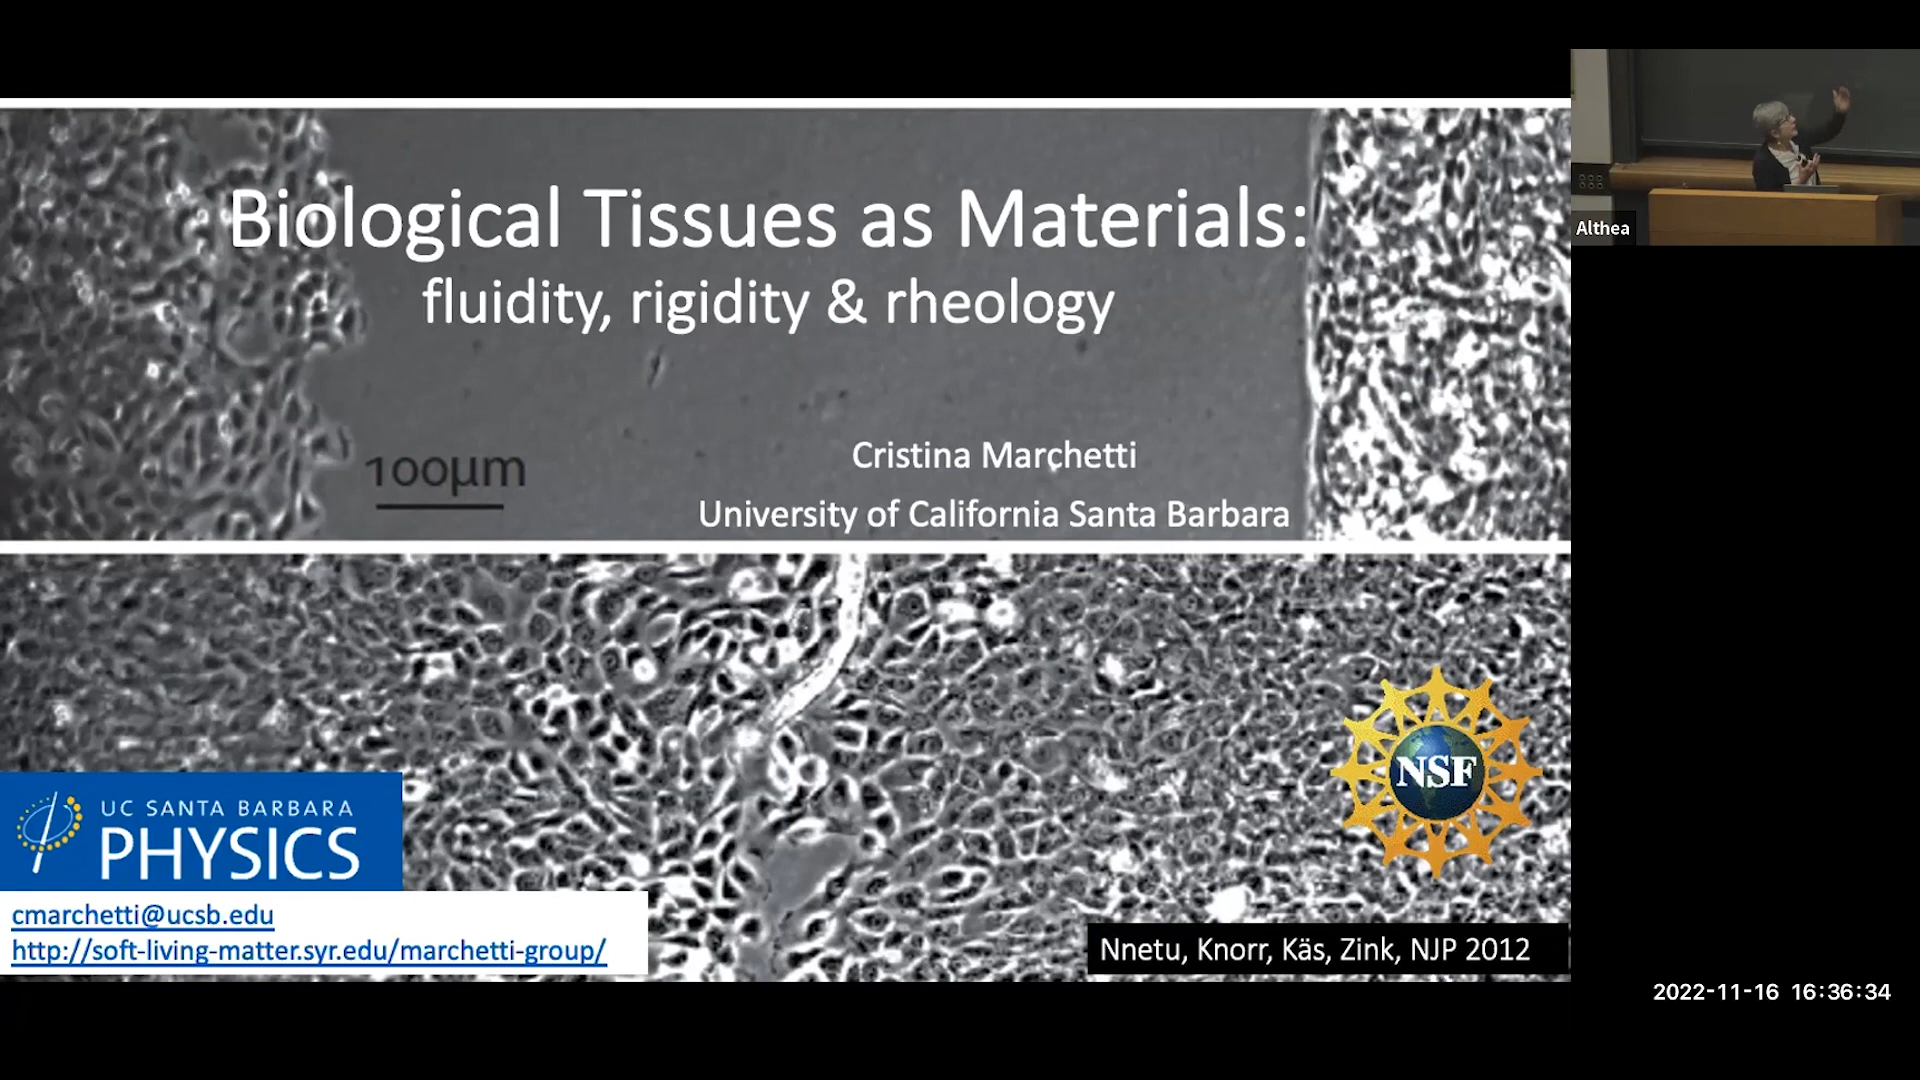 Biological Tissues as Materials:
fluidity, rigidity & rheology
100μm
Cristina Marchetti
University of California Santa Barbara
Althea
NSF
UC SANTA BARBARA
PHYSICS
cmarchetti@ucsb.edu
http://soft-living-matter.syr.edu/marchetti-group/
Nnetu, Knorr, Käs, Zink, NJP 2012
2022-11-16 16:36:34